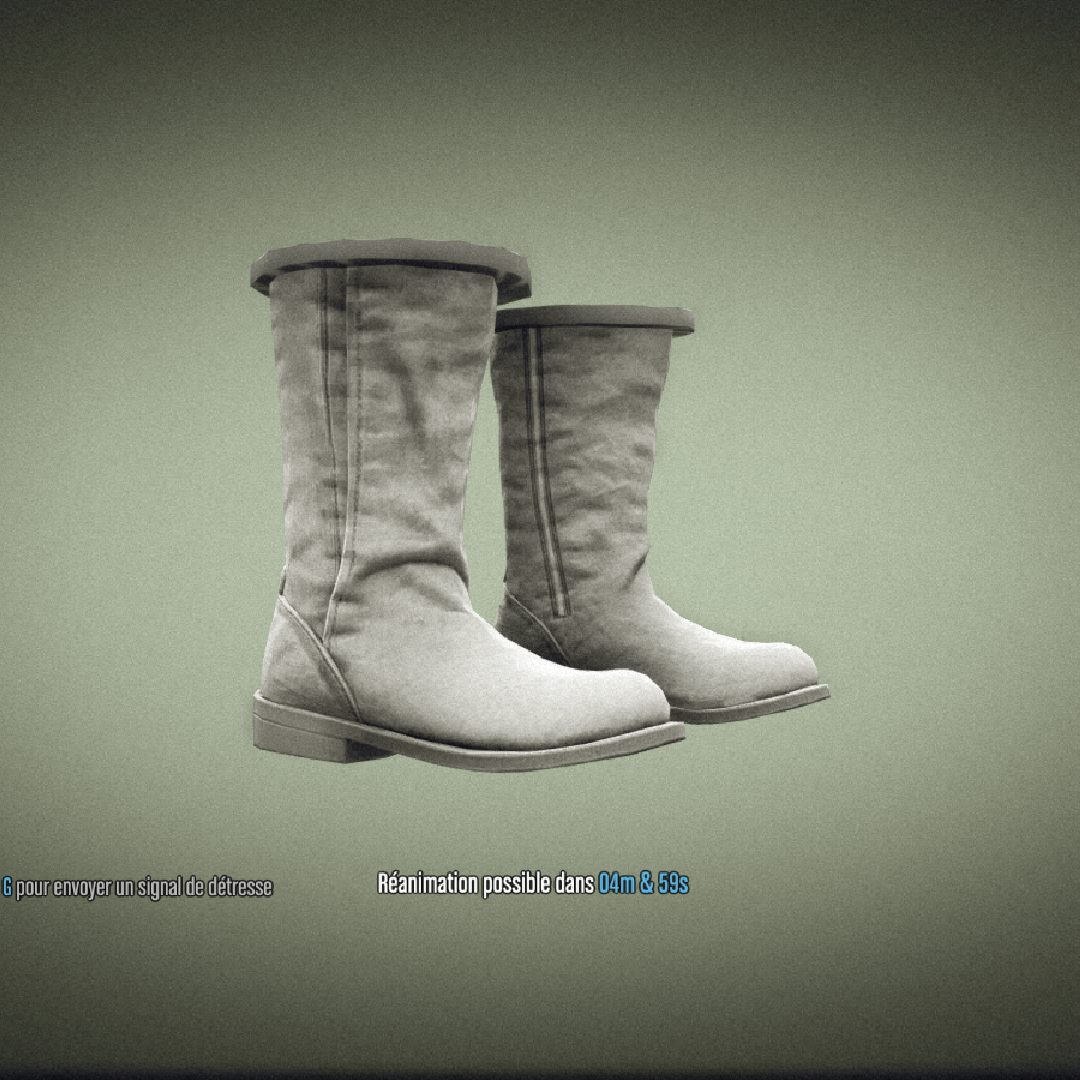 G pour envoyer un signal de détresse
Réanimation possible dans 04m & 59s